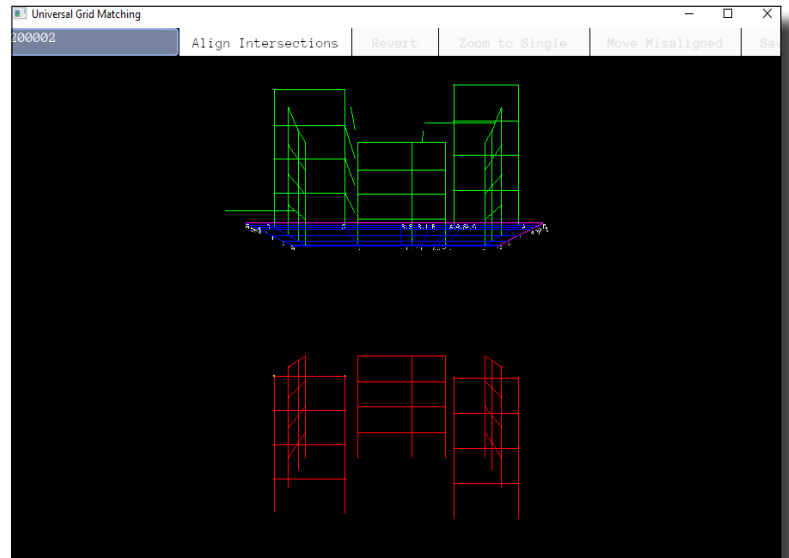 Universal Grid Matching
200002
Align Intersections
Revert
Zoom to Single
Move Misaligned